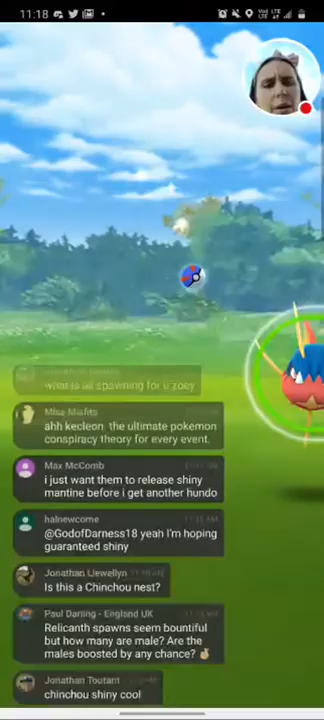 11:18
what is all spawning for u zoey
Miss Misfits
ahh kecleon, the ultimate pokemon
conspiracy theory for every event.
Max McComb
i just want them to release shiny
mantine before i get another hundo
halnewcome
@GodofDarness18 yeah I'm hoping
guaranteed shiny
Jonathan Llewellyn
Is this a Chinchou nest?
Paul Darling - England UK
Relicanth spawns seem bountiful
but how many are male? Are the
males boosted by any chance?
Jonathan Toutant
chinchou shiny cool